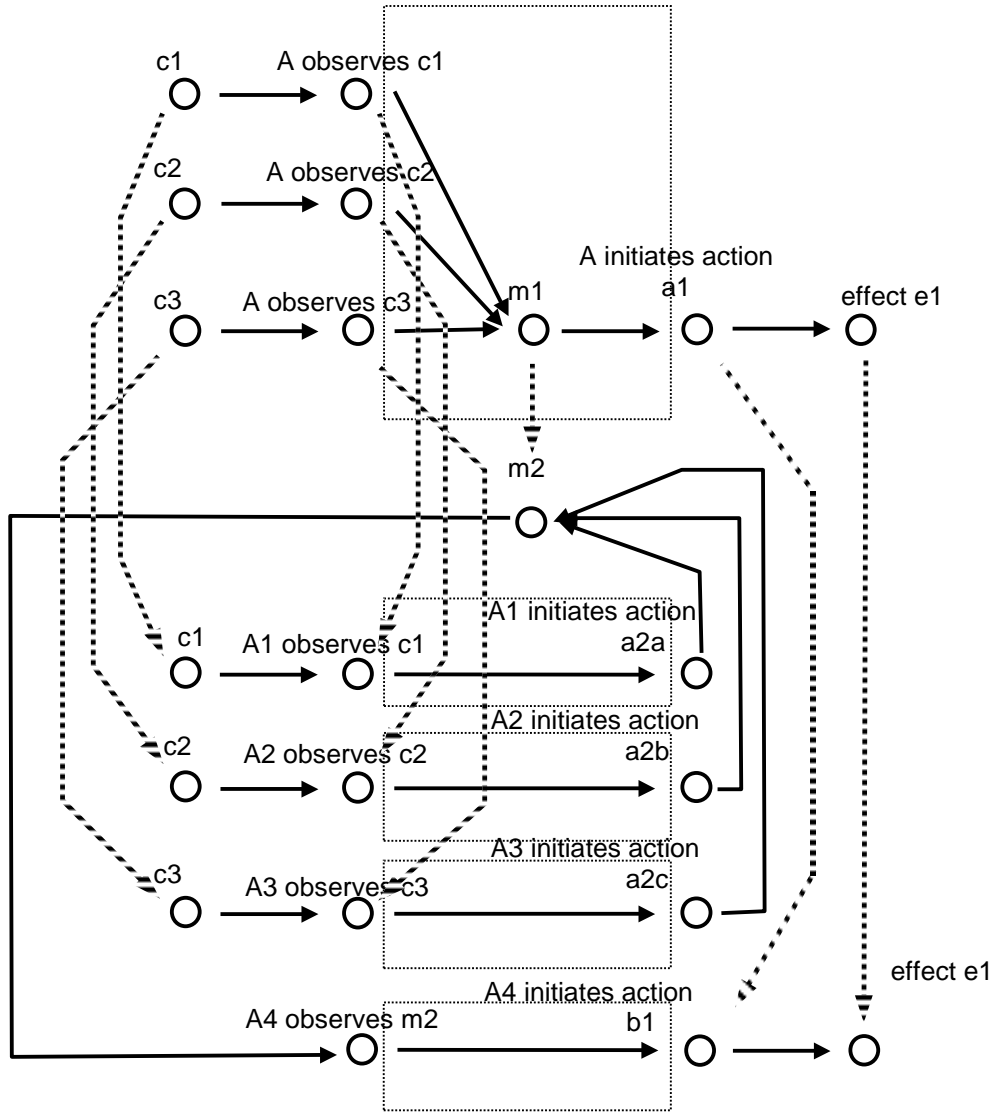 c1
A observes c1
c2
A observes c2
c3
A observes c3
m1
A initiates action
a1
effect e1
m2
c1
A1 observes c1
A1 initiates action
a2a
c2
A2 observes c2
A2 initiates action
a2b
c3
A3 observes c3
A3 initiates action
a2c
effect e1
A4 observes m2
A4 initiates action
b1